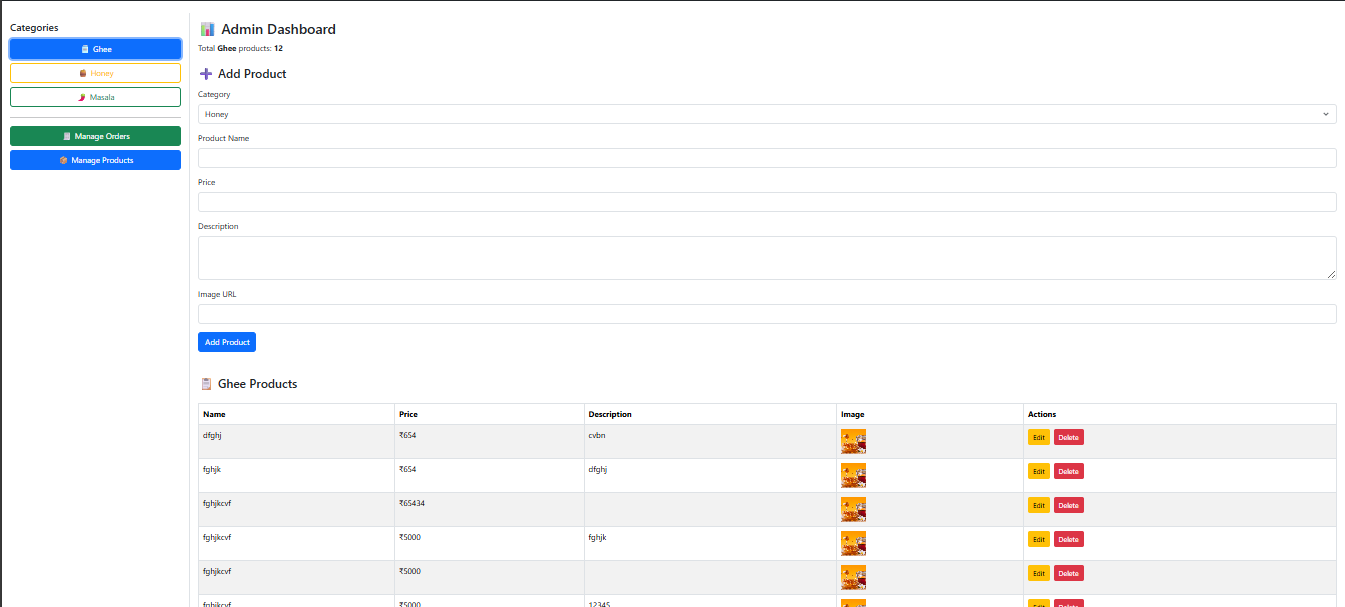 Categories
Ghee
Honey
Masala
Manage Orders
Manage Products
Admin Dashboard
Total Ghee products: 12
Add Product
Category
Honey
Product Name
Price
Description
Image URL
Add Product
Ghee Products
Name Price Description Image Actions
dfghj ₹654 cvbn Edit Delete
fghjk ₹654 dfghj Edit Delete
fghjkcvf ₹65434 Edit Delete
fghjkcvf ₹5000 fghjk Edit Delete
fghjkcvf ₹5000 Edit Delete
fghjkcvf ₹5000 12345 Edit Delete